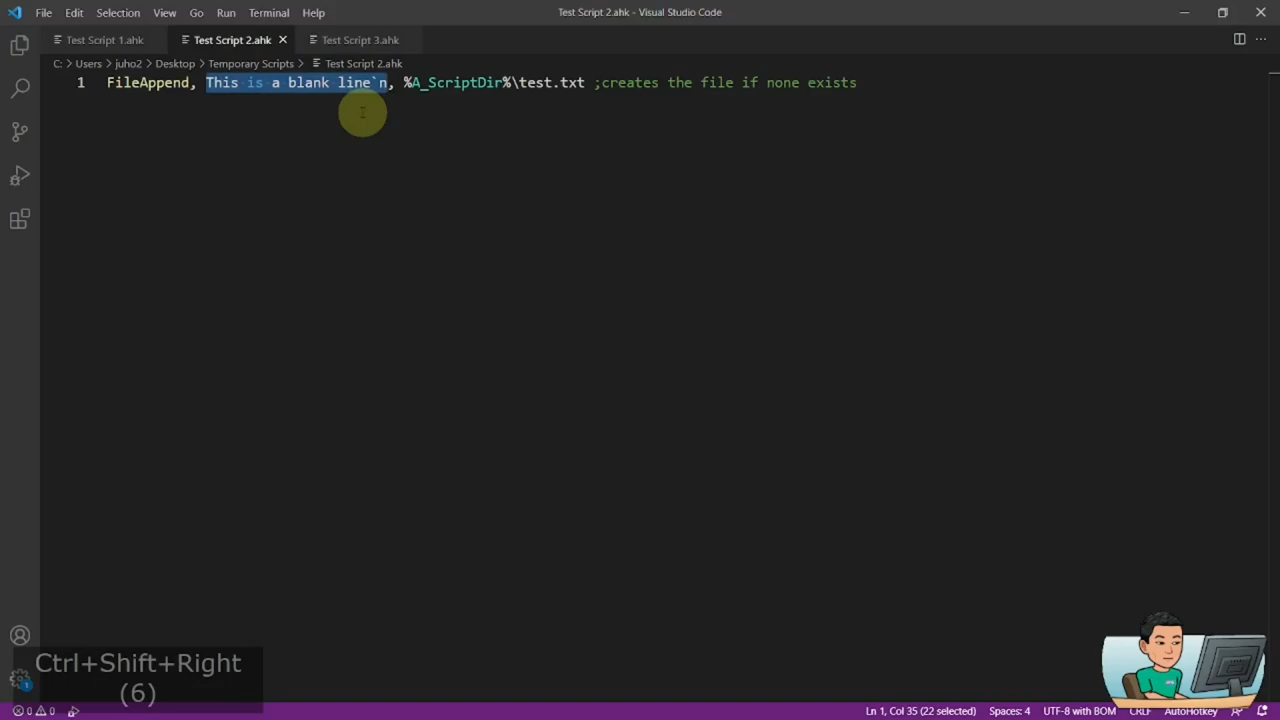 File Edit Selection View Go Run Terminal Help
Test Script 2.ahk - Visual Studio Code
Test Script 1.ahk
Test Script 2.ahk
Test Script 3.ahk
C: > Users > juho2 > Desktop > Temporary Scripts > Test Script 2.ahk
1 FileAppend, This is a blank line`n, %A_ScriptDir%\test.txt ;creates the file if none exists
Ctrl+Shift+Right
(6)
1
0 0
Ln 1, Col 35 (22 selected) Spaces: 4 UTF-8 with BOM CRLF AutoHotkey